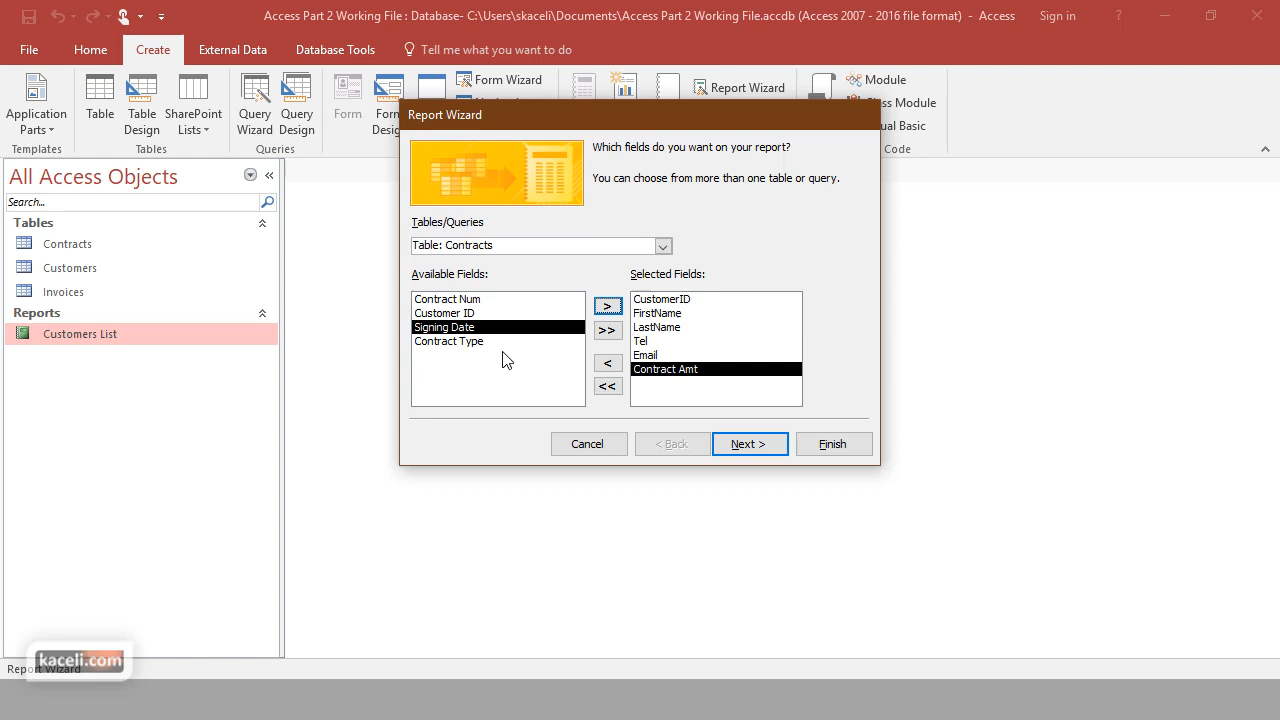 Access Part 2 Working File : Database- C:\Users\skaceli\Documents\Access Part 2 Working File.accdb (Access 2007 - 2016 file format) - Access
Sign in
?
File
Home
Create
External Data
Database Tools
Tell me what you want to do
Application Parts
Templates
Table
Table Design
SharePoint Lists
Tables
Query Wizard
Query Design
Queries
Form
Form
Form Wizard
Report Wizard
Module
Class Module
Code
All Access Objects
Search...
Tables
Contracts
Customers
Invoices
Reports
Customers List
Report Wizard
Which fields do you want on your report?
You can choose from more than one table or query.
Tables/Queries
Table: Contracts
Available Fields:
Selected Fields:
Contract Num
Customer ID
Signing Date
Contract Type
>
>>
<
<<
CustomerID
FirstName
LastName
Tel
Email
Contract Amt
Cancel
< Back
Next >
Finish
kaceli.com
Report Wizard